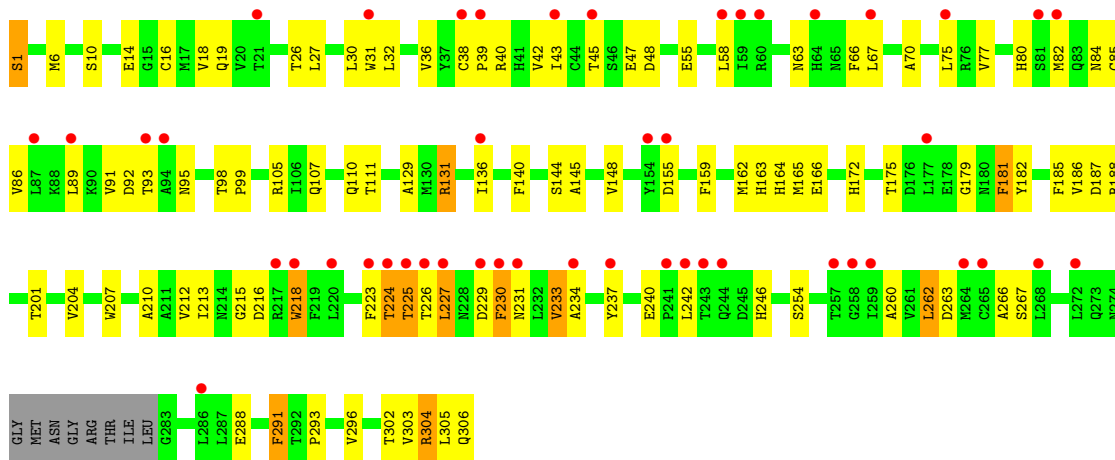 S1 M6 S10 E14 G15 C16 M17 V18 Q19 V20 T21 T26 L27 L30 W31 L32 V36 Y37 C38 P39 R40 H41 V42 I43 C44 T45 S46 E47 D48 E55 L58 I59 R60 N63 H64 N65 F66 L67 A70 L75 R76 V77 H80 S81 M82 Q83 N84 C85
V86 L87 K88 L89 K90 V91 D92 T93 A94 N95 T98 P99 R105 I106 Q107 Q110 T111 A129 M130 R131 I136 F140 S144 A145 V148 Y154 D155 F159 M162 H163 H164 M165 E166 H172 T175 D176 L177 E178 G179 N180 F181 Y182 F185 V186 D187 R188
T201 V204 W207 A210 A211 V212 I213 N214 G215 D216 R217 W218 F219 L220 F223 T224 T225 T226 L227 N228 D229 F230 N231 L232 V233 A234 Y237 E240 P241 L242 T243 Q244 D245 H246 S254 T257 G258 I259 A260 V261 L262 D263 M264 C265 A266 S267 L268 L272 Q273 N274
GLY MET ASN GLY ARG THR ILE LEU G283 L286 L287 E288 F291 T292 P293 V296 T302 V303 R304 L305 Q306